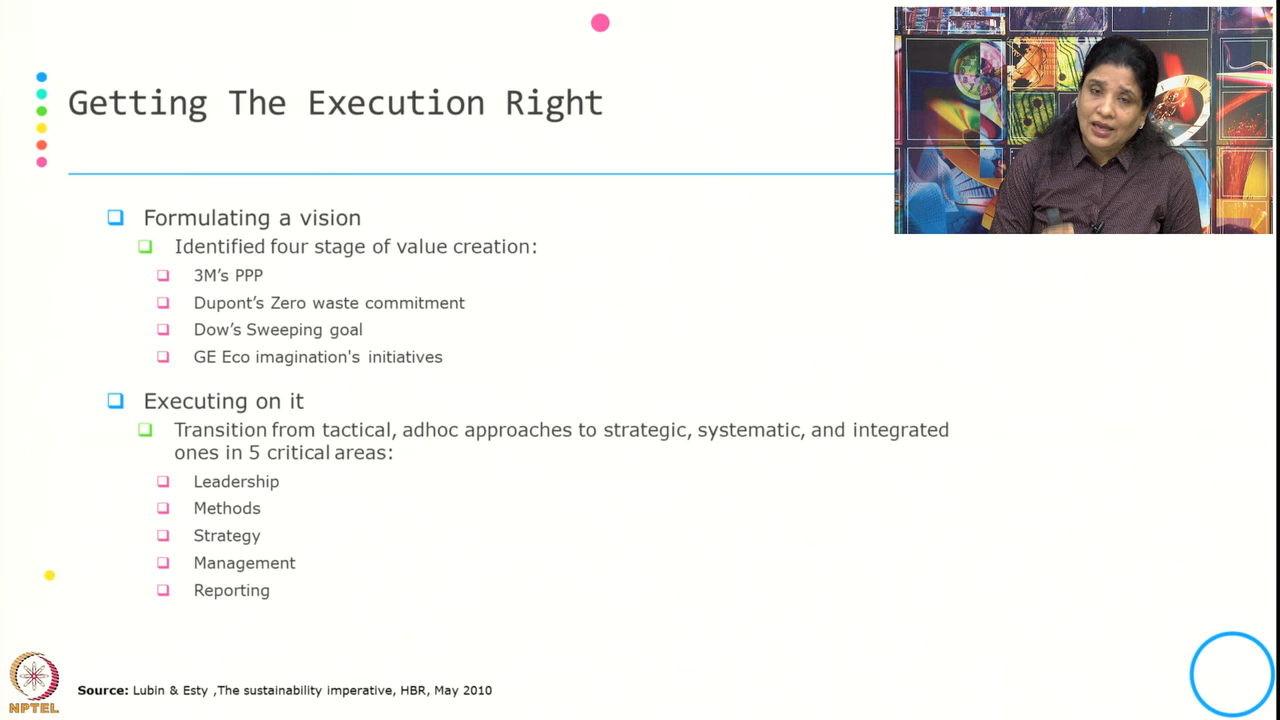 Getting The Execution Right
❑ Formulating a vision
❑ Identified four stage of value creation:
❑ 3M’s PPP
❑ Dupont’s Zero waste commitment
❑ Dow’s Sweeping goal
❑ GE Eco imagination's initiatives
❑ Executing on it
❑ Transition from tactical, adhoc approaches to strategic, systematic, and integrated
ones in 5 critical areas:
❑ Leadership
❑ Methods
❑ Strategy
❑ Management
❑ Reporting
Source: Lubin & Esty ,The sustainability imperative, HBR, May 2010
NPTEL